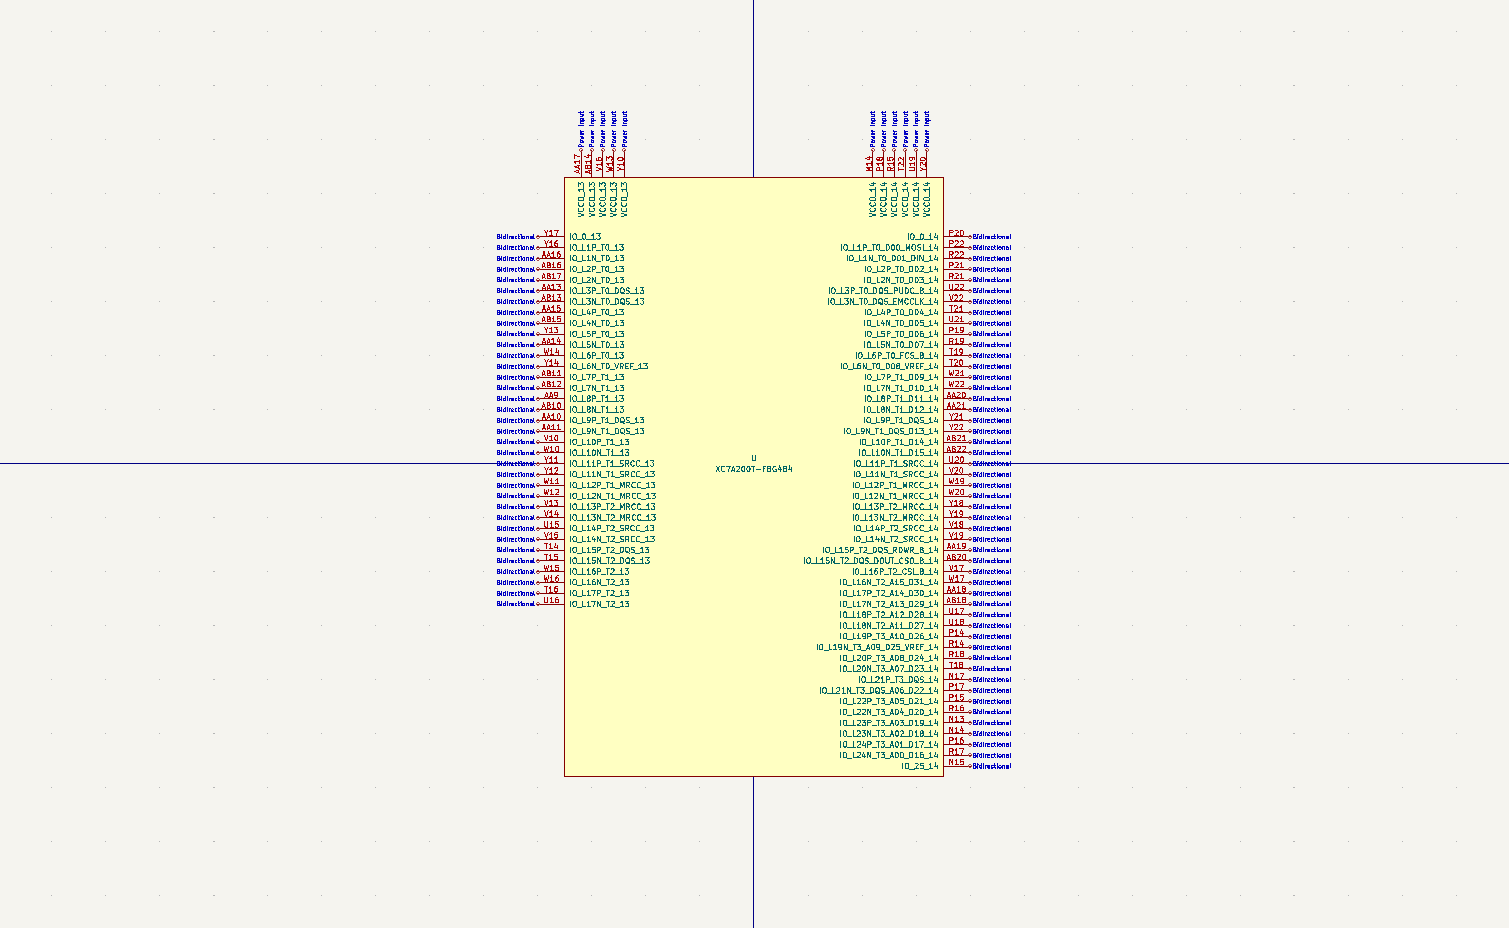 Power Input AA17 VCCO_13
Power Input AB14 VCCO_13
Power Input V16 VCCO_13
Power Input W13 VCCO_13
Power Input Y10 VCCO_13
Power Input M14 VCCO_14
Power Input P18 VCCO_14
Power Input R15 VCCO_14
Power Input T22 VCCO_14
Power Input U19 VCCO_14
Power Input Y20 VCCO_14
Bidirectional Y17 IO_0_13
Bidirectional Y16 IO_L1P_T0_13
Bidirectional AA16 IO_L1N_T0_13
Bidirectional AB16 IO_L2P_T0_13
Bidirectional AB17 IO_L2N_T0_13
Bidirectional AA13 IO_L3P_T0_DQS_13
Bidirectional AB13 IO_L3N_T0_DQS_13
Bidirectional AA15 IO_L4P_T0_13
Bidirectional AB15 IO_L4N_T0_13
Bidirectional Y13 IO_L5P_T0_13
Bidirectional AA14 IO_L5N_T0_13
Bidirectional W14 IO_L6P_T0_13
Bidirectional Y14 IO_L6N_T0_VREF_13
Bidirectional AB11 IO_L7P_T1_13
Bidirectional AB12 IO_L7N_T1_13
Bidirectional AA9 IO_L8P_T1_13
Bidirectional AB10 IO_L8N_T1_13
Bidirectional AA10 IO_L9P_T1_DQS_13
Bidirectional AA11 IO_L9N_T1_DQS_13
Bidirectional V10 IO_L10P_T1_13
Bidirectional W10 IO_L10N_T1_13
Bidirectional Y11 IO_L11P_T1_SRCC_13
Bidirectional Y12 IO_L11N_T1_SRCC_13
Bidirectional W11 IO_L12P_T1_MRCC_13
Bidirectional W12 IO_L12N_T1_MRCC_13
Bidirectional V13 IO_L13P_T2_MRCC_13
Bidirectional V14 IO_L13N_T2_MRCC_13
Bidirectional U15 IO_L14P_T2_SRCC_13
Bidirectional V15 IO_L14N_T2_SRCC_13
Bidirectional T14 IO_L15P_T2_DQS_13
Bidirectional T15 IO_L15N_T2_DQS_13
Bidirectional W15 IO_L16P_T2_13
Bidirectional W16 IO_L16N_T2_13
Bidirectional T16 IO_L17P_T2_13
Bidirectional U16 IO_L17N_T2_13
U
XC7A200T-FBG484
IO_0_14 P20 Bidirectional
IO_L1P_T0_D00_MOSI_14 P22 Bidirectional
IO_L1N_T0_D01_DIN_14 R22 Bidirectional
IO_L2P_T0_D02_14 P21 Bidirectional
IO_L2N_T0_D03_14 R21 Bidirectional
IO_L3P_T0_DQS_PUDC_B_14 U22 Bidirectional
IO_L3N_T0_DQS_EMCCLK_14 V22 Bidirectional
IO_L4P_T0_D04_14 T21 Bidirectional
IO_L4N_T0_D05_14 U21 Bidirectional
IO_L5P_T0_D06_14 P19 Bidirectional
IO_L5N_T0_D07_14 R19 Bidirectional
IO_L6P_T0_FCS_B_14 T19 Bidirectional
IO_L6N_T0_D08_VREF_14 T20 Bidirectional
IO_L7P_T1_D09_14 W21 Bidirectional
IO_L7N_T1_D10_14 W22 Bidirectional
IO_L8P_T1_D11_14 AA20 Bidirectional
IO_L8N_T1_D12_14 AA21 Bidirectional
IO_L9P_T1_DQS_14 Y21 Bidirectional
IO_L9N_T1_DQS_D13_14 Y22 Bidirectional
IO_L10P_T1_D14_14 AB21 Bidirectional
IO_L10N_T1_D15_14 AB22 Bidirectional
IO_L11P_T1_SRCC_14 U20 Bidirectional
IO_L11N_T1_SRCC_14 V20 Bidirectional
IO_L12P_T1_MRCC_14 W19 Bidirectional
IO_L12N_T1_MRCC_14 W20 Bidirectional
IO_L13P_T2_MRCC_14 Y18 Bidirectional
IO_L13N_T2_MRCC_14 Y19 Bidirectional
IO_L14P_T2_SRCC_14 V18 Bidirectional
IO_L14N_T2_SRCC_14 V19 Bidirectional
IO_L15P_T2_DQS_RDWR_B_14 AA19 Bidirectional
IO_L15N_T2_DQS_DOUT_CSO_B_14 AB20 Bidirectional
IO_L16P_T2_CSI_B_14 V17 Bidirectional
IO_L16N_T2_A15_D31_14 W17 Bidirectional
IO_L17P_T2_A14_D30_14 AA18 Bidirectional
IO_L17N_T2_A13_D29_14 AB18 Bidirectional
IO_L18P_T2_A12_D28_14 U17 Bidirectional
IO_L18N_T2_A11_D27_14 U18 Bidirectional
IO_L19P_T3_A10_D26_14 P14 Bidirectional
IO_L19N_T3_A09_D25_VREF_14 R14 Bidirectional
IO_L20P_T3_A08_D24_14 R18 Bidirectional
IO_L20N_T3_A07_D23_14 T18 Bidirectional
IO_L21P_T3_DQS_14 N17 Bidirectional
IO_L21N_T3_DQS_A06_D22_14 P17 Bidirectional
IO_L22P_T3_A05_D21_14 P15 Bidirectional
IO_L22N_T3_A04_D20_14 R16 Bidirectional
IO_L23P_T3_A03_D19_14 N13 Bidirectional
IO_L23N_T3_A02_D18_14 N14 Bidirectional
IO_L24P_T3_A01_D17_14 P16 Bidirectional
IO_L24N_T3_A00_D16_14 R17 Bidirectional
IO_25_14 N15 Bidirectional